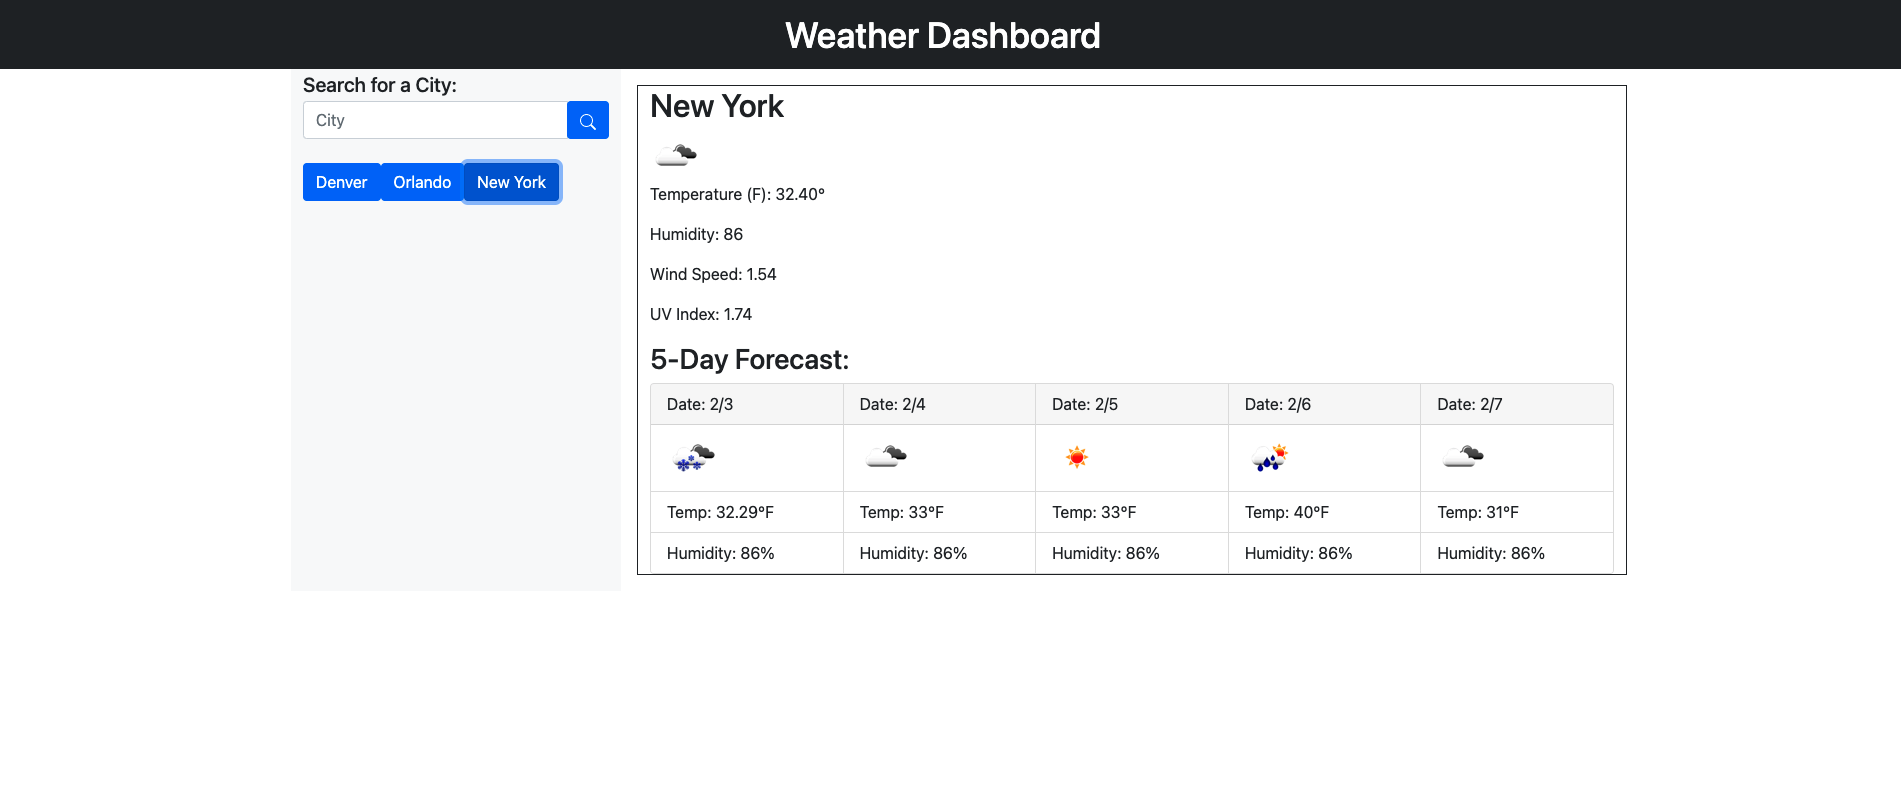 Weather Dashboard
Search for a City:
City
Denver Orlando New York
New York
Temperature (F): 32.40°
Humidity: 86
Wind Speed: 1.54
UV Index: 1.74
5-Day Forecast:
Date: 2/3 Date: 2/4 Date: 2/5 Date: 2/6 Date: 2/7
Temp: 32.29°F Temp: 33°F Temp: 33°F Temp: 40°F Temp: 31°F
Humidity: 86% Humidity: 86% Humidity: 86% Humidity: 86% Humidity: 86%